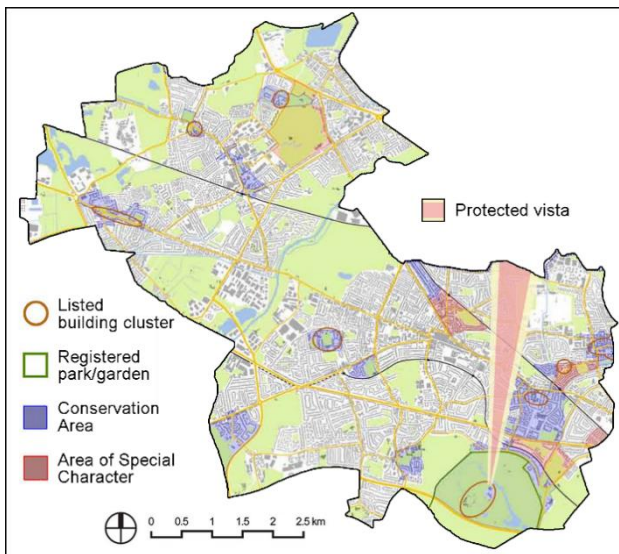 Protected vista
Listed
building cluster
Registered
park/garden
Conservation
Area
Area of Special
Character
0 0.5 1 1.5 2 2.5 km